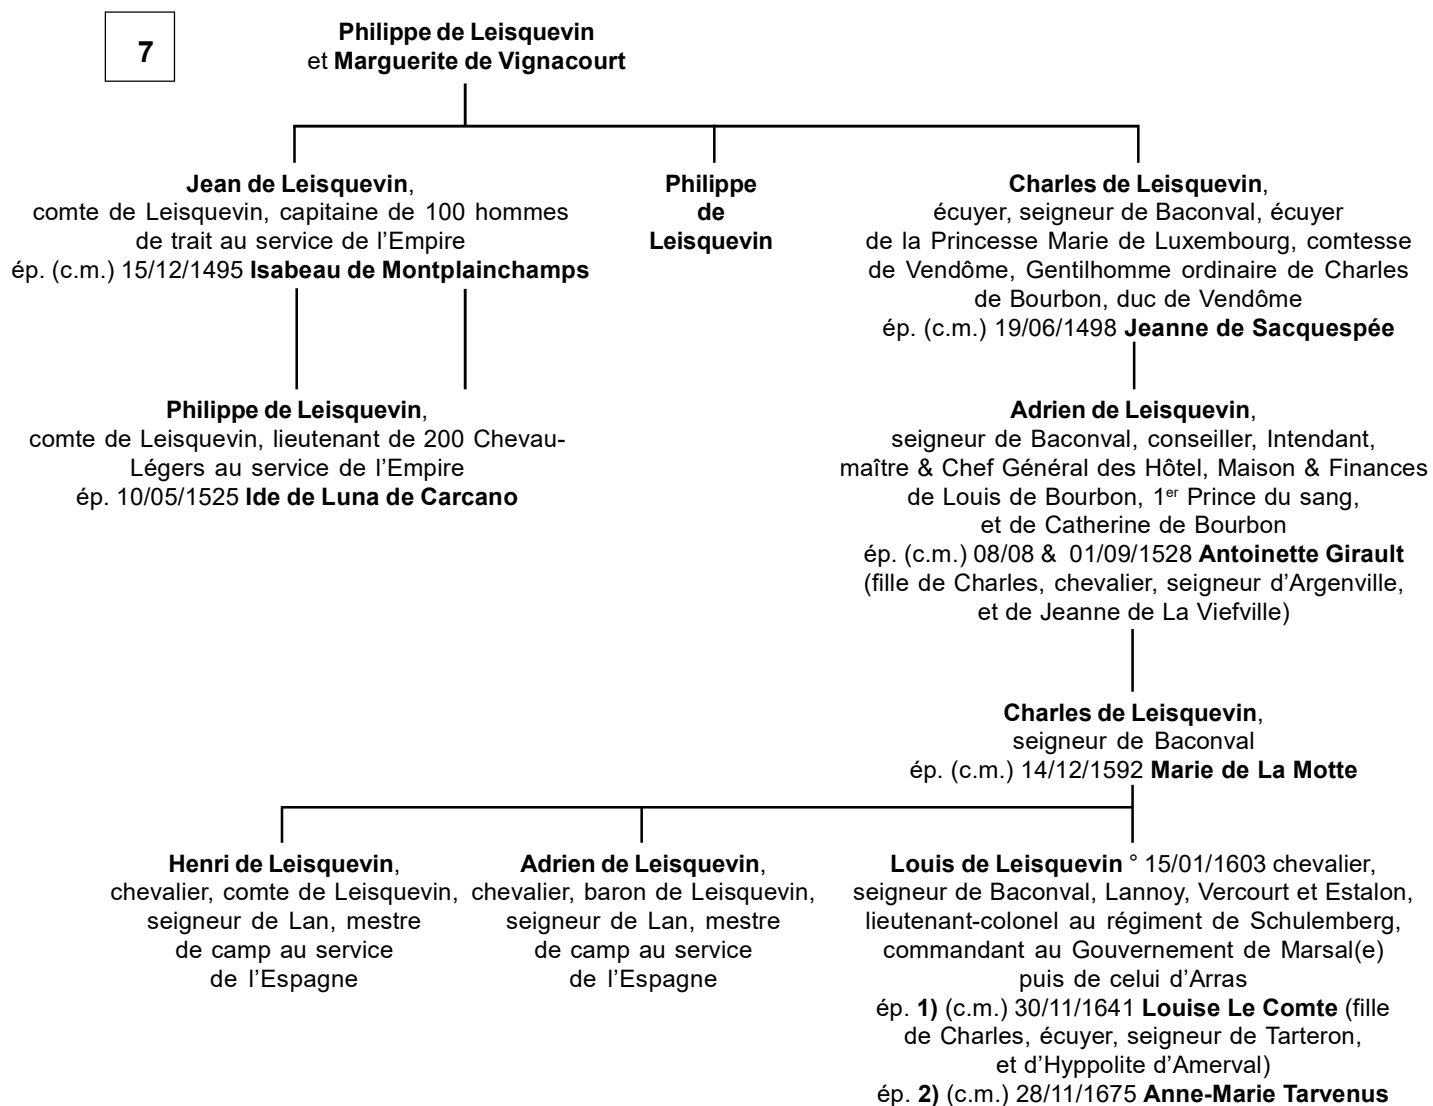 7
Philippe de Leisquevin
et Marguerite de Vignacourt
Jean de Leisquevin,
comte de Leisquevin, capitaine de 100 hommes
de trait au service de l'Empire
ép. (c.m.) 15/12/1495 Isabeau de Montplainchamps
Philippe
de
Leisquevin
Charles de Leisquevin,
écuyer, seigneur de Baconval, écuyer
de la Princesse Marie de Luxembourg, comtesse
de Vendôme, Gentilhomme ordinaire de Charles
de Bourbon, duc de Vendôme
ép. (c.m.) 19/06/1498 Jeanne de Sacquespée
Philippe de Leisquevin,
comte de Leisquevin, lieutenant de 200 Chevau-
Légers au service de l'Empire
ép. 10/05/1525 Ide de Luna de Carcano
Adrien de Leisquevin,
seigneur de Baconval, conseiller, Intendant,
maître & Chef Général des Hôtel, Maison & Finances
de Louis de Bourbon, 1er Prince du sang,
et de Catherine de Bourbon
ép. (c.m.) 08/08 & 01/09/1528 Antoinette Girault
(fille de Charles, chevalier, seigneur d'Argenville,
et de Jeanne de La Viefville)
Charles de Leisquevin,
seigneur de Baconval
ép. (c.m.) 14/12/1592 Marie de La Motte
Henri de Leisquevin,
chevalier, comte de Leisquevin,
seigneur de Lan, mestre
de camp au service
de l'Espagne
Adrien de Leisquevin,
chevalier, baron de Leisquevin,
seigneur de Lan, mestre
de camp au service
de l'Espagne
Louis de Leisquevin ° 15/01/1603 chevalier,
seigneur de Baconval, Lannoy, Vercourt et Estalon,
lieutenant-colonel au régiment de Schulemberg,
commandant au Gouvernement de Marsal(e)
puis de celui d'Arras
ép. 1) (c.m.) 30/11/1641 Louise Le Comte (fille
de Charles, écuyer, seigneur de Tarteron,
et d'Hyppolite d'Amerval)
ép. 2) (c.m.) 28/11/1675 Anne-Marie Tarvenus